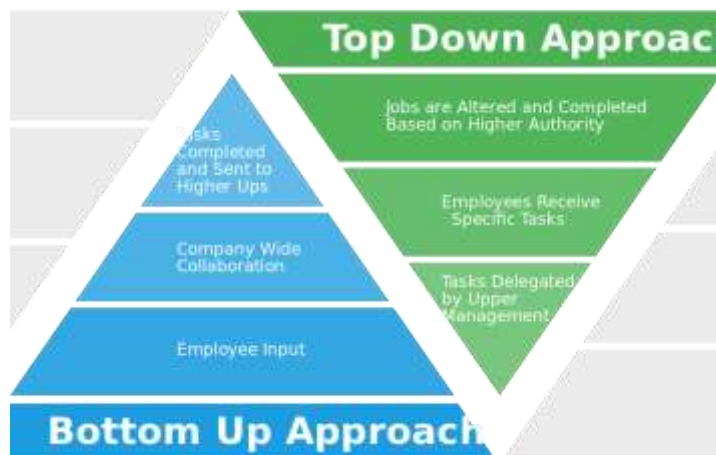 Top Down Approac
Jobs are Altered and Completed
Based on Higher Authority
Employees Receive
Specific Tasks
Tasks Delegated
by Upper
Management
Tasks
Completed
and Sent to
Higher Ups
Company Wide
Collaboration
Employee Input
Bottom Up Approach